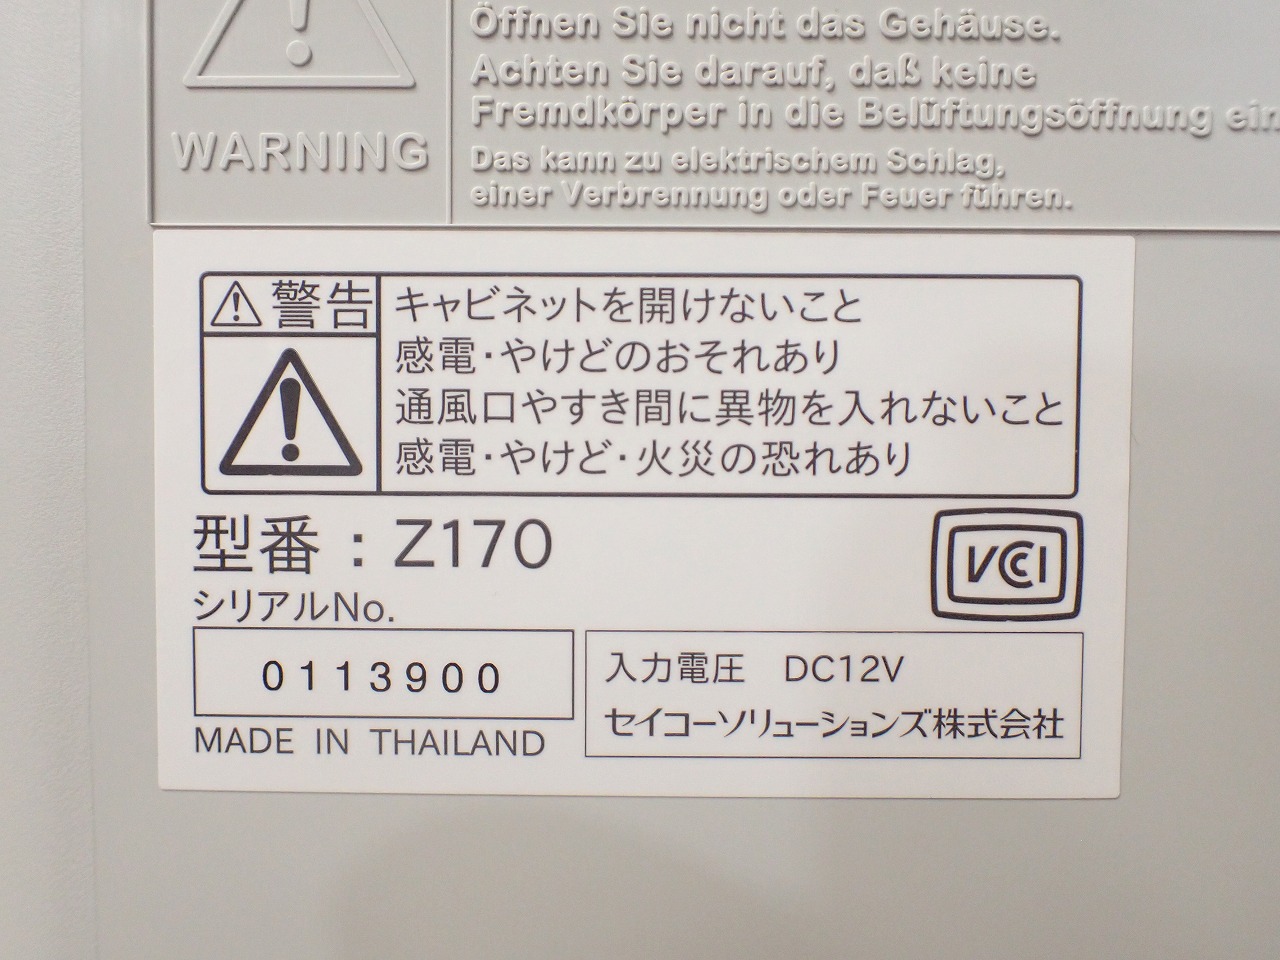 Öffnen Sie nicht das Gehäuse.
Achten Sie darauf, daß keine
Fremdkörper in die Belüftungsöffnung ein
WARNING
Das kann zu elektrischem Schlag,
einer Verbrennung oder Feuer führen.
警告
キャビネットを開けないこと
感電・やけどのおそれあり
通風口やすき間に異物を入れないこと
感電・やけど・火災の恐れあり
型番：Z170
VCCI
シリアルNo.
0113900
MADE IN THAILAND
入力電圧 DC12V
セイコーソリューションズ株式会社